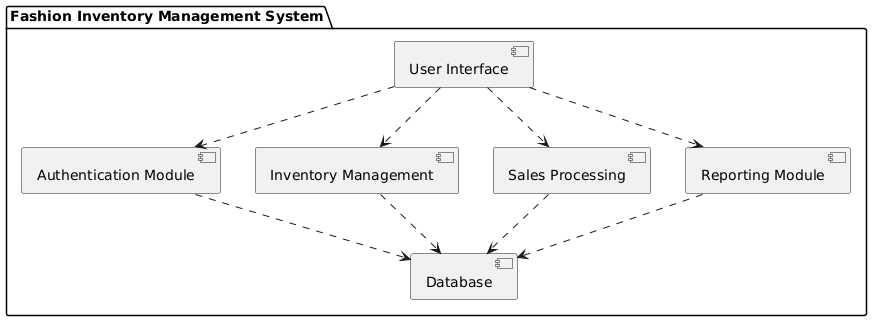 Fashion Inventory Management System
User Interface
Authentication Module
Inventory Management
Sales Processing
Reporting Module
Database